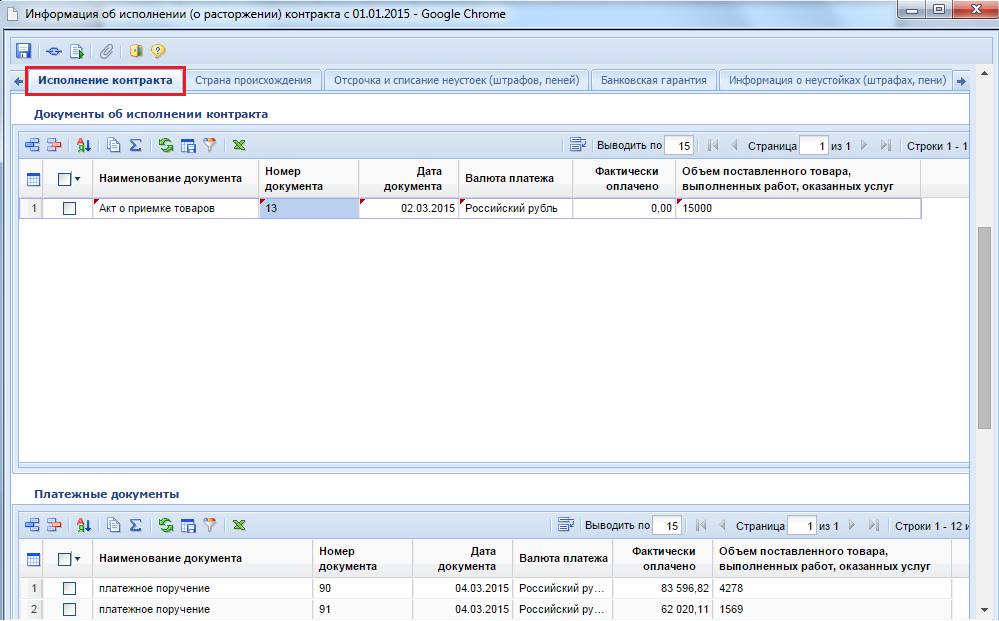 Информация об исполнении (о расторжении) контракта с 01.01.2015 - Google Chrome
Исполнение контракта Страна происхождения Отсрочка и списание неустоек (штрафов, пеней) Банковская гарантия Информация о неустойках (штрафах, пени)
Документы об исполнении контракта
Выводить по 15 Страница 1 из 1 Строки 1 - 1
Наименование документа Номер документа Дата документа Валюта платежа Фактически оплачено Объем поставленного товара, выполненных работ, оказанных услуг
1 Акт о приемке товаров 13 02.03.2015 Российский рубль 0,00 15000
Платежные документы
Выводить по 15 Страница 1 из 1 Строки 1 - 12 и
Наименование документа Номер документа Дата документа Валюта платежа Фактически оплачено Объем поставленного товара, выполненных работ, оказанных услуг
1 платежное поручение 90 04.03.2015 Российский ру... 83 596,82 4278
2 платежное поручение 91 04.03.2015 Российский ру... 62 020,11 1569